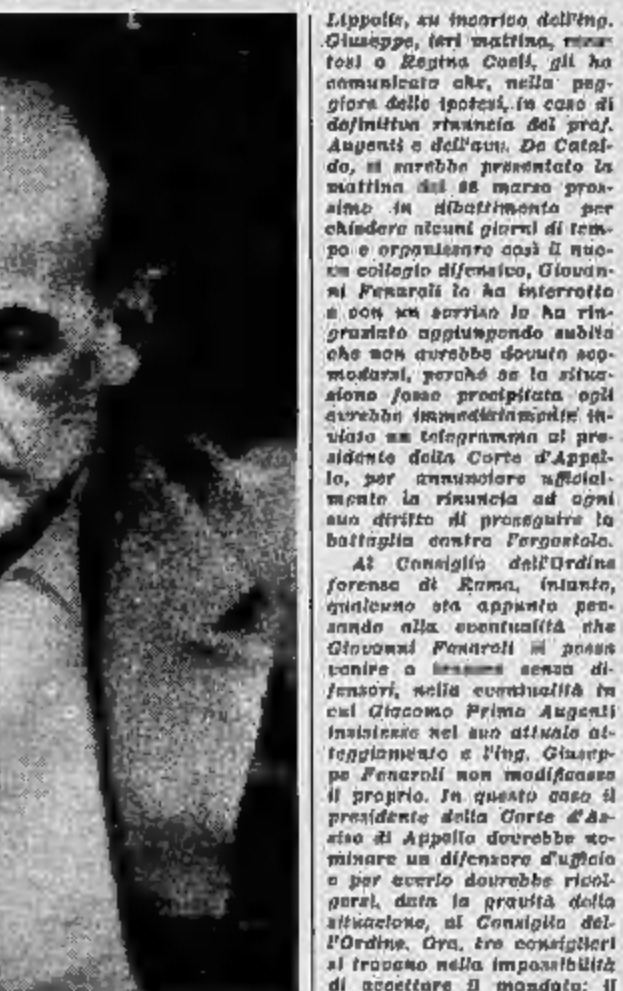 Lippolis, su incarico dell'ing.
Giuseppe, ieri mattina, reca-
tosi a Regina Coeli, gli ha
comunicato che, nella peg-
giore delle ipotesi, in caso di
definitiva rinuncia del prof.
Augenti e dell'avv. De Catal-
do, si sarebbe presentato la
mattina del marzo pros-
simo in dibattimento per
chiedere alcuni giorni di tem-
po e organizzare così il nuo-
vo collegio difensivo, Giovan-
ni Fenaroli lo ha interrotto
e con un sorriso lo ha rin-
graziato aggiungendo subito
che non avrebbe dovuto sco-
modarsi, perché se la situa-
zione fosse precipitata egli
avrebbe immediatamente in-
viato un telegramma al pre-
sidente della Corte d'Appel-
lo, per annunciare ufficial-
mente la rinuncia ad ogni
suo diritto di proseguire la
battaglia contro l'ergastolo.
Al Consiglio dell'Ordine
forense di Roma, intanto,
qualcuno sta appunto pen-
sando alla eventualità che
Giovanni Fenaroli si possa
venire a senza di-
fensori, nella eventualità in
cui Giacomo Primo Augenti
insistesse nel suo attuale at-
teggiamento e l'ing. Giusep-
pe Fenaroli non modificasse
il proprio. In questo caso il
presidente della Corte d'As-
sise di Appello dovrebbe no-
minare un difensore d'ufficio
e per averlo dovrebbe rivol-
gersi, data la gravità della
situazione, al Consiglio del-
l'Ordine. Ora, tre consiglieri
si trovano nella impossibilità
di accettare il mandato: il